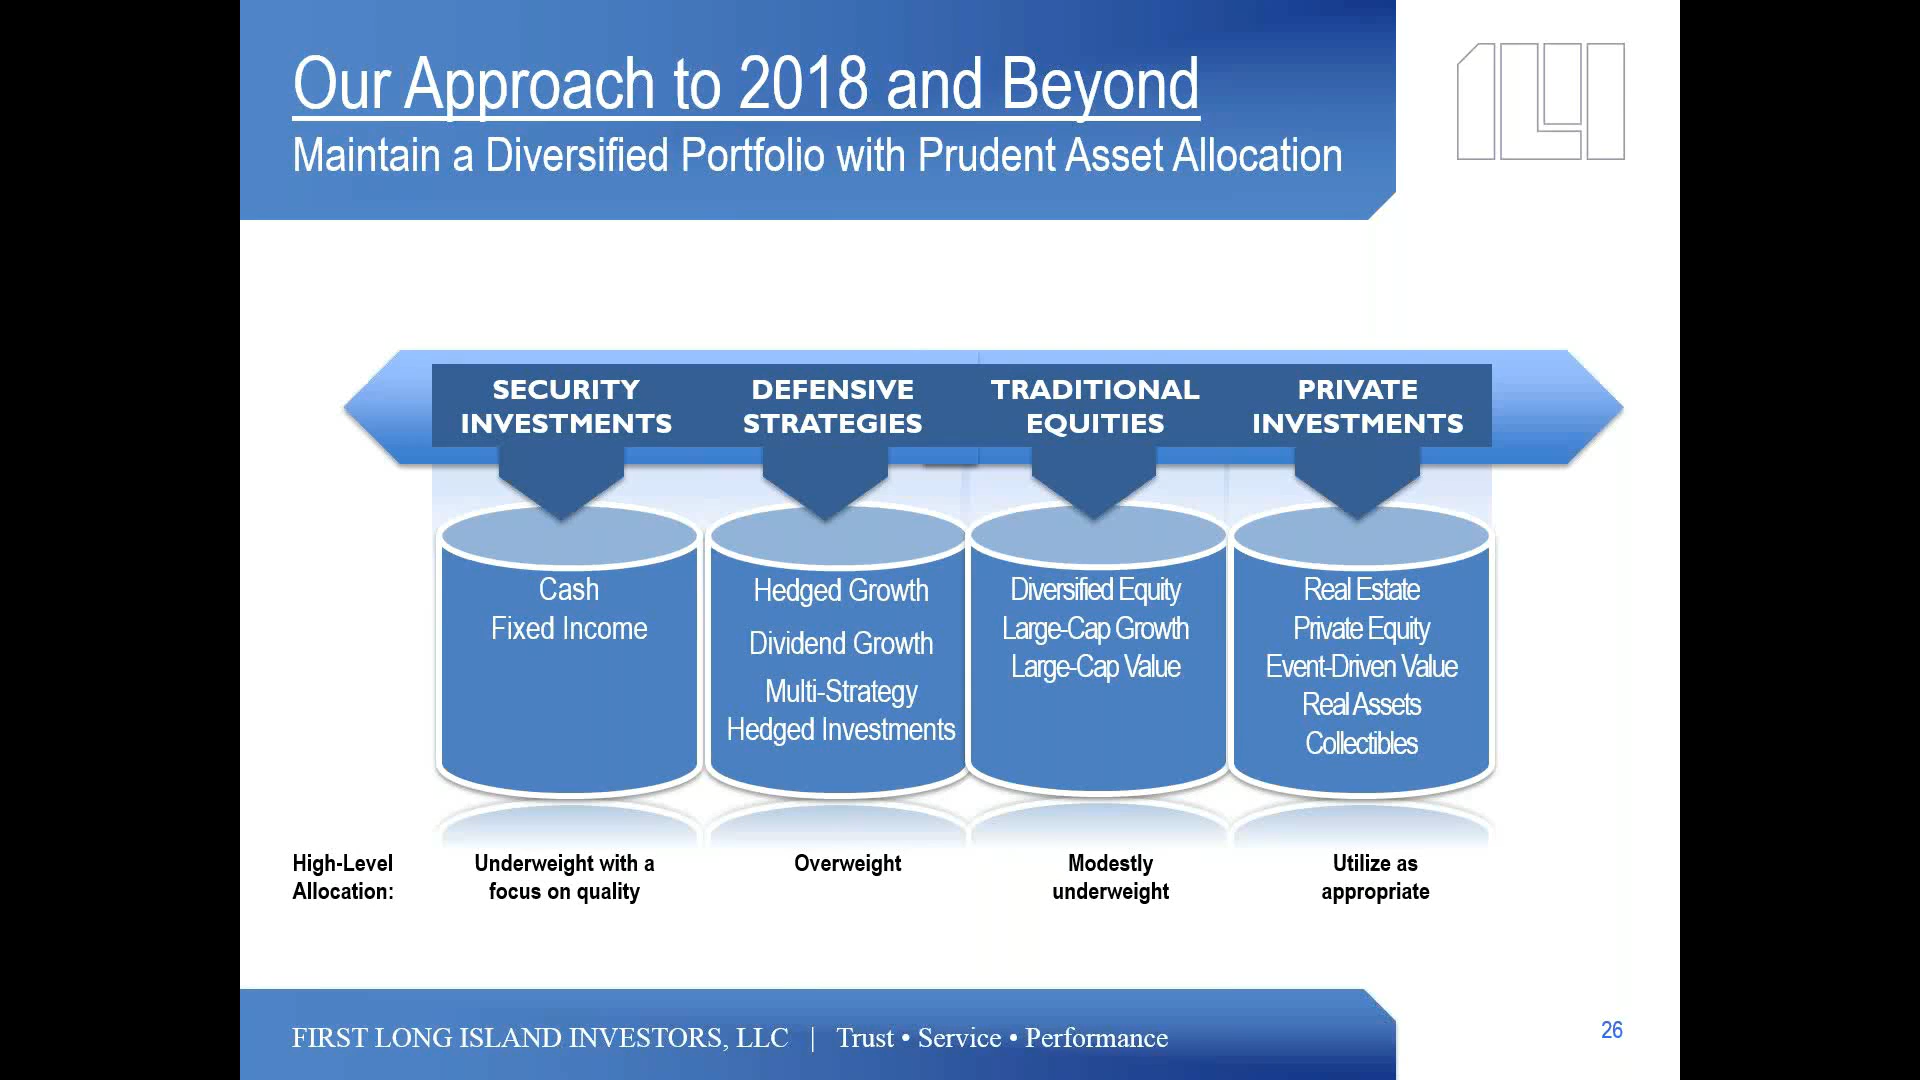 Our Approach to 2018 and Beyond
Maintain a Diversified Portfolio with Prudent Asset Allocation
SECURITY
INVESTMENTS
DEFENSIVE
STRATEGIES
TRADITIONAL
EQUITIES
PRIVATE
INVESTMENTS
Cash
Fixed Income
Hedged Growth
Dividend Growth
Multi-Strategy
Hedged Investments
Diversified Equity
Large-Cap Growth
Large-Cap Value
Real Estate
Private Equity
Event-Driven Value
Real Assets
Collectibles
High-Level
Allocation:
Underweight with a
focus on quality
Overweight
Modestly
underweight
Utilize as
appropriate
FIRST LONG ISLAND INVESTORS, LLC | Trust • Service • Performance
26